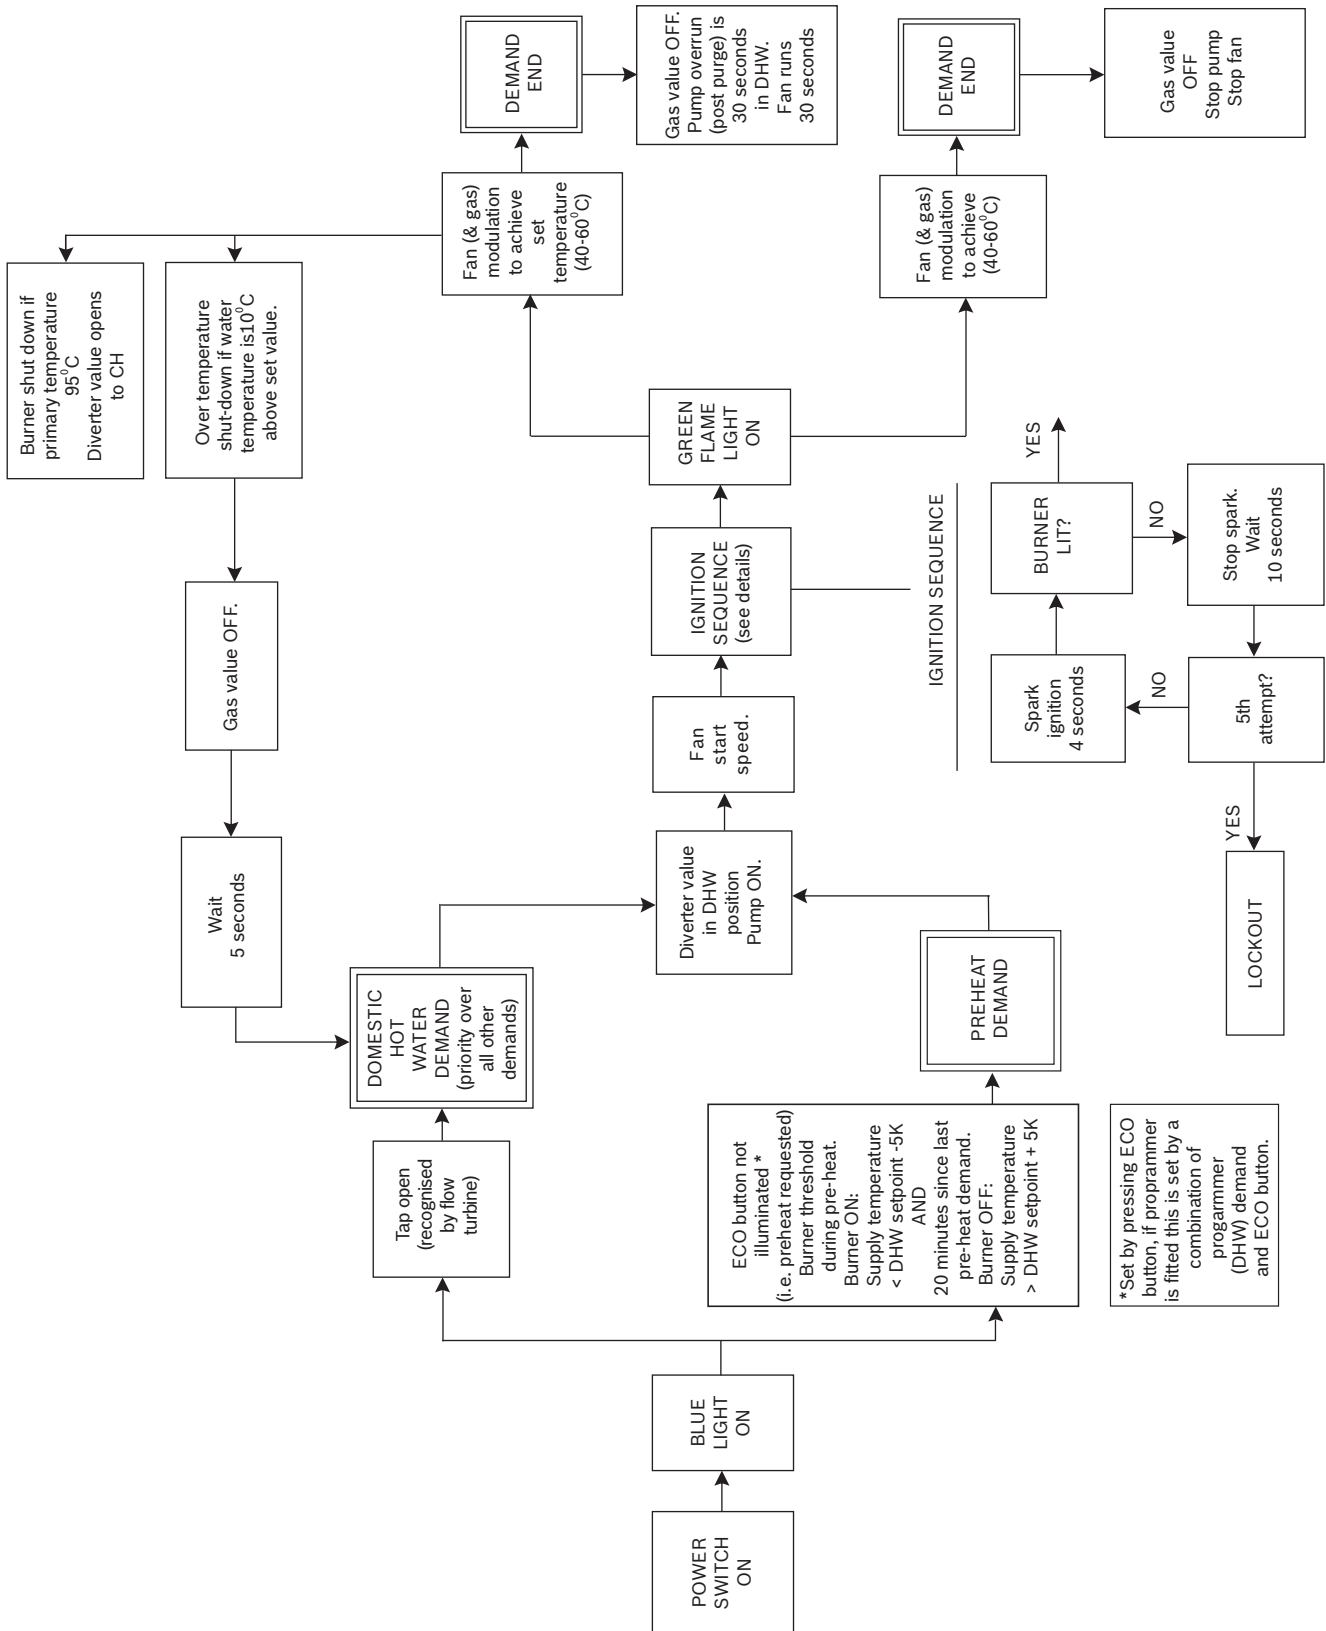 POWER
SWITCH
ON
BLUE
LIGHT
ON
Tap open
(recognised
by flow
turbine)
DOMESTIC
HOT
WATER
DEMAND
(priority over
all other
demands)
ECO button not
illuminated *
(i.e. preheat requested)
Burner threshold
during pre-heat.
Burner ON:
Supply temperature
< DHW setpoint -5K
AND
20 minutes since last
pre-heat demand.
Burner OFF:
Supply temperature
> DHW setpoint + 5K
PREHEAT
DEMAND
*Set by pressing ECO
button, if proprammer
is fitted this is set by a
combination of
progarmmer
(DHW) demand
and ECO button.
Diverter value
in DHW
position
Pump ON.
Fan
start
speed.
IGNITION
SEQUENCE
(see details)
GREEN
FLAME
LIGHT
ON
Fan (& gas)
modulation
to achieve
set
temperature
(40-60⁰C)
DEMAND
END
Gas value OFF.
Pump overrun
(post purge) is
30 seconds
in DHW.
Fan runs
30 seconds
Burner shut down if
primary temperature
95⁰C
Diverter value opens
to CH
Over temperature
shut-down if water
temperature is10⁰C
above set value.
Gas value OFF.
Wait
5 seconds
Fan (& gas)
modulation
to achieve
(40-60⁰C)
DEMAND
END
Gas value
OFF
Stop pump
Stop fan
IGNITION SEQUENCE
Spark
ignition
4 seconds
BURNER
LIT?
YES
NO
Stop spark.
Wait
10 seconds
5th
attempt?
NO
YES
LOCKOUT